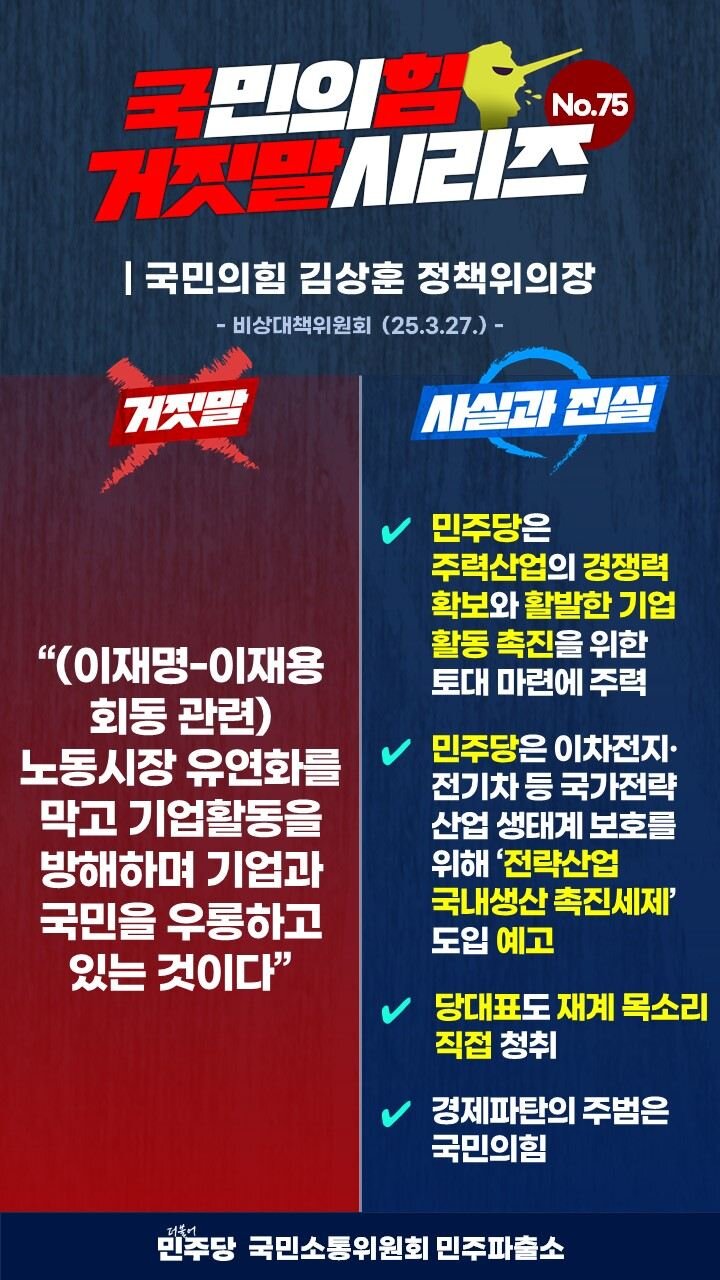 국민의힘
No.75
거짓말시리즈
| 국민의힘 김상훈 정책위의장
- 비상대책위원회 (25.3.27.) -
거짓말
“(이재명-이재용
회동 관련)
노동시장 유연화를
막고 기업활동을
방해하며 기업과
국민을 우롱하고
있는 것이다”
사실과 진실
✔ 민주당은
주력산업의 경쟁력
확보와 활발한 기업
활동 촉진을 위한
토대 마련에 주력
✔ 민주당은 이차전지·
전기차 등 국가전략
산업 생태계 보호를
위해 ‘전략산업
국내생산 촉진세제’
도입 예고
✔ 당대표도 재계 목소리
직접 청취
✔ 경제파탄의 주범은
국민의힘
더불어
민주당 국민소통위원회 민주파출소